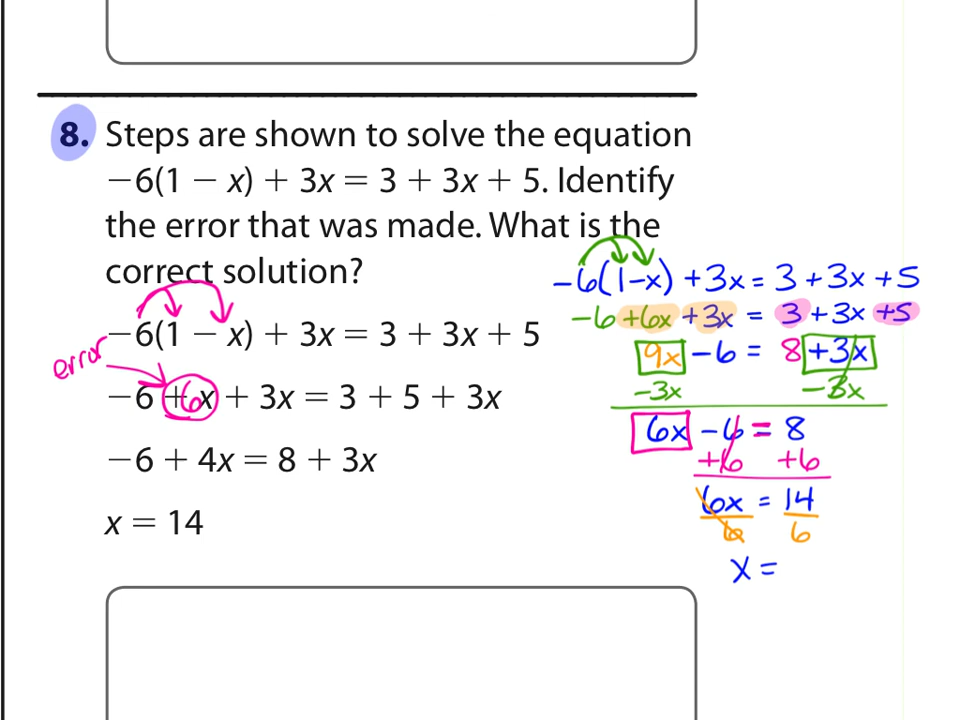 8. Steps are shown to solve the equation
−6(1 − x) + 3x = 3 + 3x + 5. Identify
the error that was made. What is the
correct solution?
−6(1 − x) + 3x = 3 + 3x + 5
error
−6 + 6x + 3x = 3 + 5 + 3x
−6 + 4x = 8 + 3x
x = 14
−6(1−x) +3x = 3 +3x +5
−6 +6x +3x = 3 +3x +5
9x −6 = 8 +3x
−3x −3x
6x −6 = 8
+6 +6
6x = 14
6 6
x =